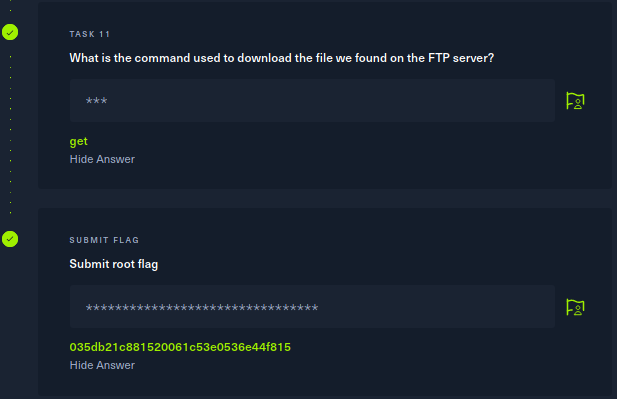 TASK 11
What is the command used to download the file we found on the FTP server?
***
get
Hide Answer
SUBMIT FLAG
Submit root flag
********************************
035db21c881520061c53e0536e44f815
Hide Answer